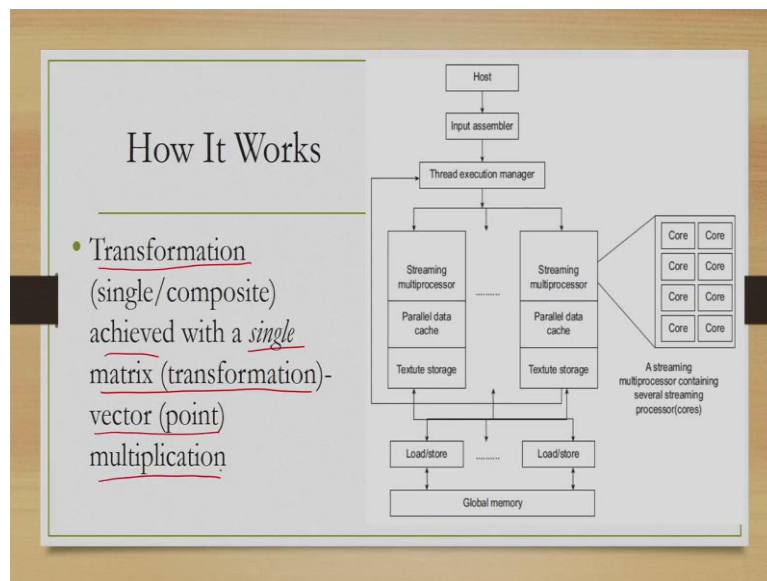 How It Works
• Transformation
(single/composite)
achieved with a single
matrix (transformation)-
vector (point)
multiplication
Host
Input assembler
Thread execution manager
Streaming
multiprocessor
Parallel data
cache
Textute storage
..........
Streaming
multiprocessor
Parallel data
cache
Textute storage
Core Core
Core Core
Core Core
Core Core
A streaming
multiprocessor containing
several streaming
processor(cores)
Load/store
..........
Load/store
Global memory